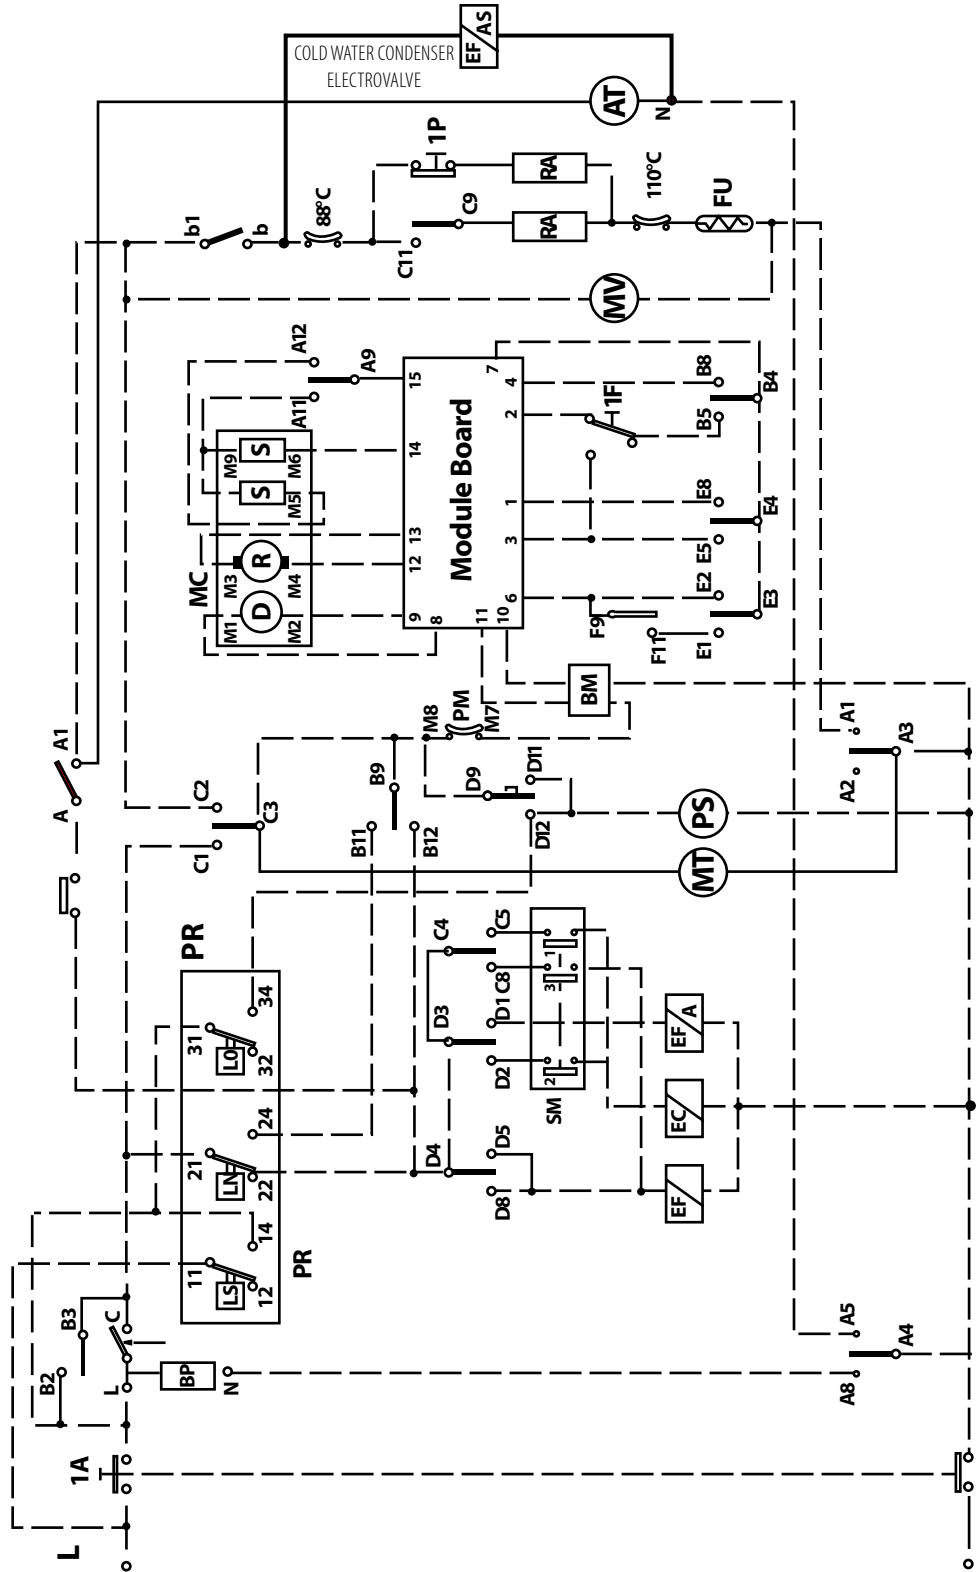 COLD WATER CONDENSER
ELECTROVALVE
EF
AS
AT
N
1P
RA
RA
88°C
C9
C11
110°C
FU
b1
b
MV
A12
A9
A11
MC
M9
S
M6
S
M5
M3
R
M4
M1
D
M2
Module Board
15
14
13
12
9
8
7
4
2
1
3
6
11
10
1F
B8
B5
B4
E8
E4
E5
E2
E3
E1
F9
F11
BM
A1
A
C2
C3
C1
M8
PM
M7
B9
B11
B12
D9
D11
D12
PS
MT
A1
A3
A2
PR
34
31
LO
32
24
21
LN
22
14
11
LS
12
PR
C4
C5
D3
D1
C8
D2
D4
D5
D8
SM
1
3
2
EF
A
EC
EF
B3
B2
C
L
BP
N
A5
A4
A8
1A
L